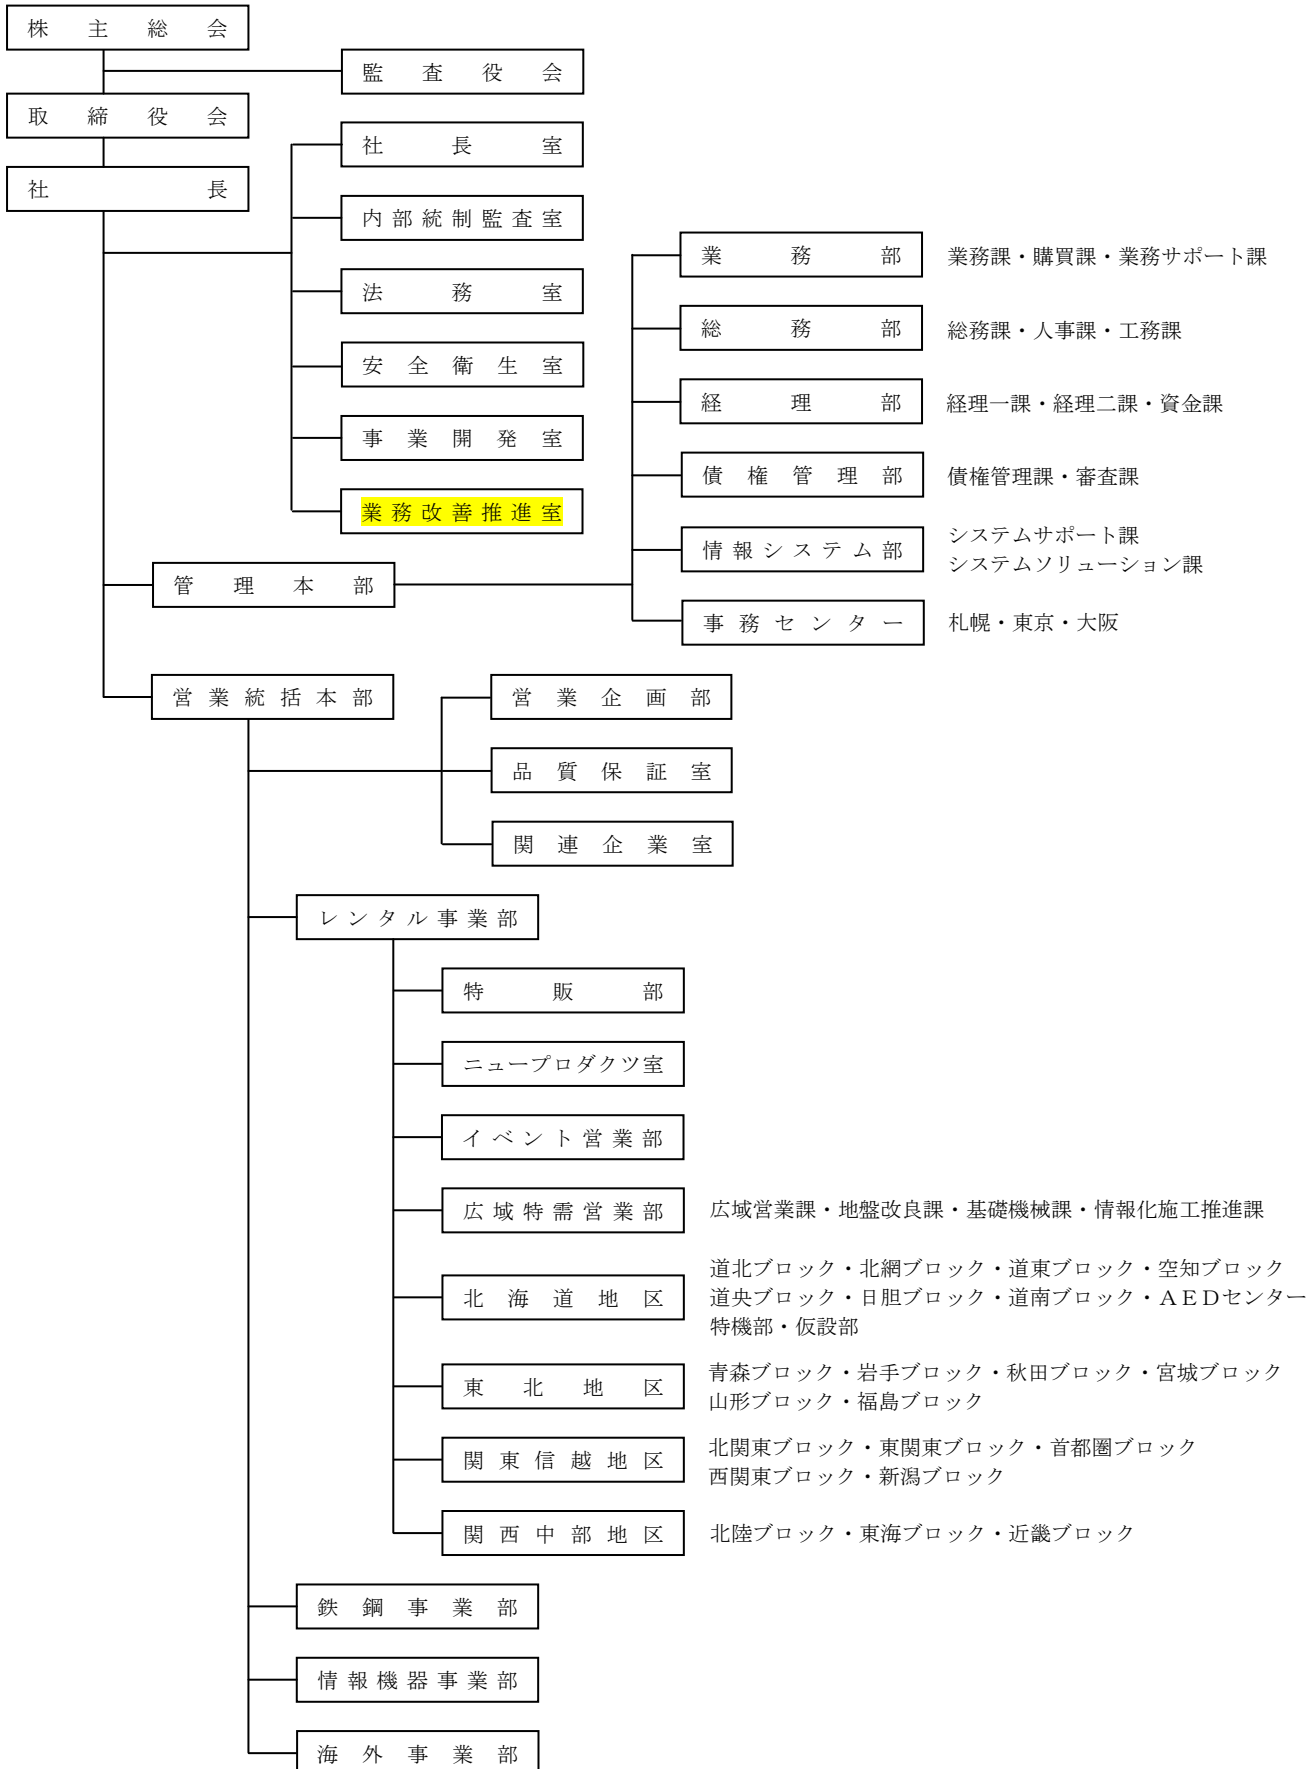 株主総会
監査役会
取締役会
社長室
社長
内部統制監査室
業務部 業務課・購買課・業務サポート課
法務室
総務部 総務課・人事課・工務課
安全衛生室
経理部 経理一課・経理二課・資金課
事業開発室
債権管理部 債権管理課・審査課
業務改善推進室
情報システム部 システムサポート課
システムソリューション課
管理本部
事務センター 札幌・東京・大阪
営業統括本部
営業企画部
品質保証室
関連企業室
レンタル事業部
特販部
ニュープロダクツ室
イベント営業部
広域特需営業部 広域営業課・地盤改良課・基礎機械課・情報化施工推進課
道北ブロック・北網ブロック・道東ブロック・空知ブロック
北海道地区 道央ブロック・日胆ブロック・道南ブロック・ＡＥＤセンター
特機部・仮設部
青森ブロック・岩手ブロック・秋田ブロック・宮城ブロック
東北地区
山形ブロック・福島ブロック
北関東ブロック・東関東ブロック・首都圏ブロック
関東信越地区
西関東ブロック・新潟ブロック
関西中部地区 北陸ブロック・東海ブロック・近畿ブロック
鉄鋼事業部
情報機器事業部
海外事業部